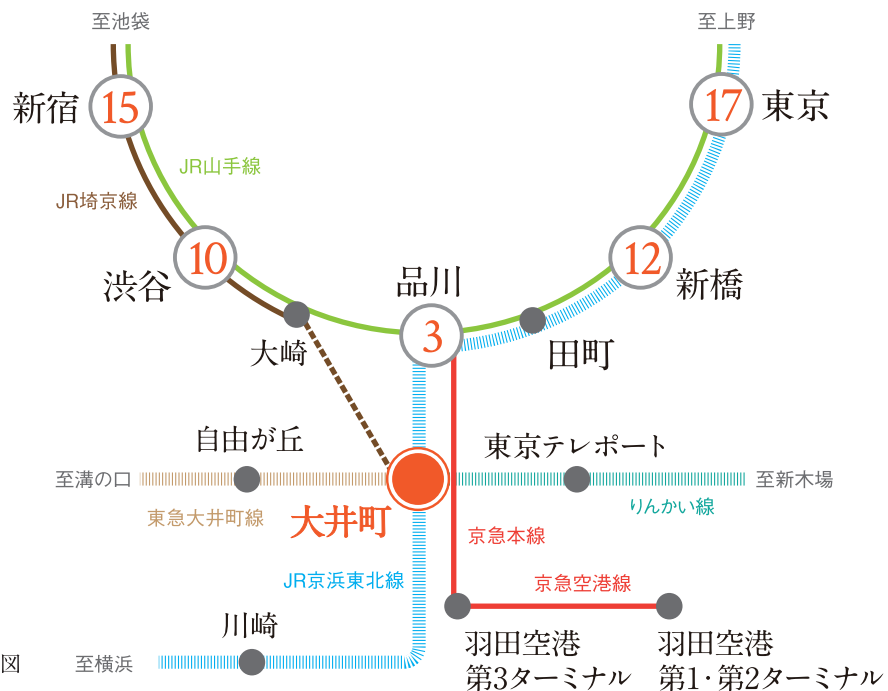 至池袋
至上野
新宿
15
17
東京
JR山手線
JR埼京線
渋谷
10
品川
3
12
新橋
大崎
田町
自由が丘
東京テレポート
至溝の口
至新木場
東急大井町線
大井町
りんかい線
京急本線
JR京浜東北線
京急空港線
川崎
図
至横浜
羽田空港
第3ターミナル
羽田空港
第1・第2ターミナル